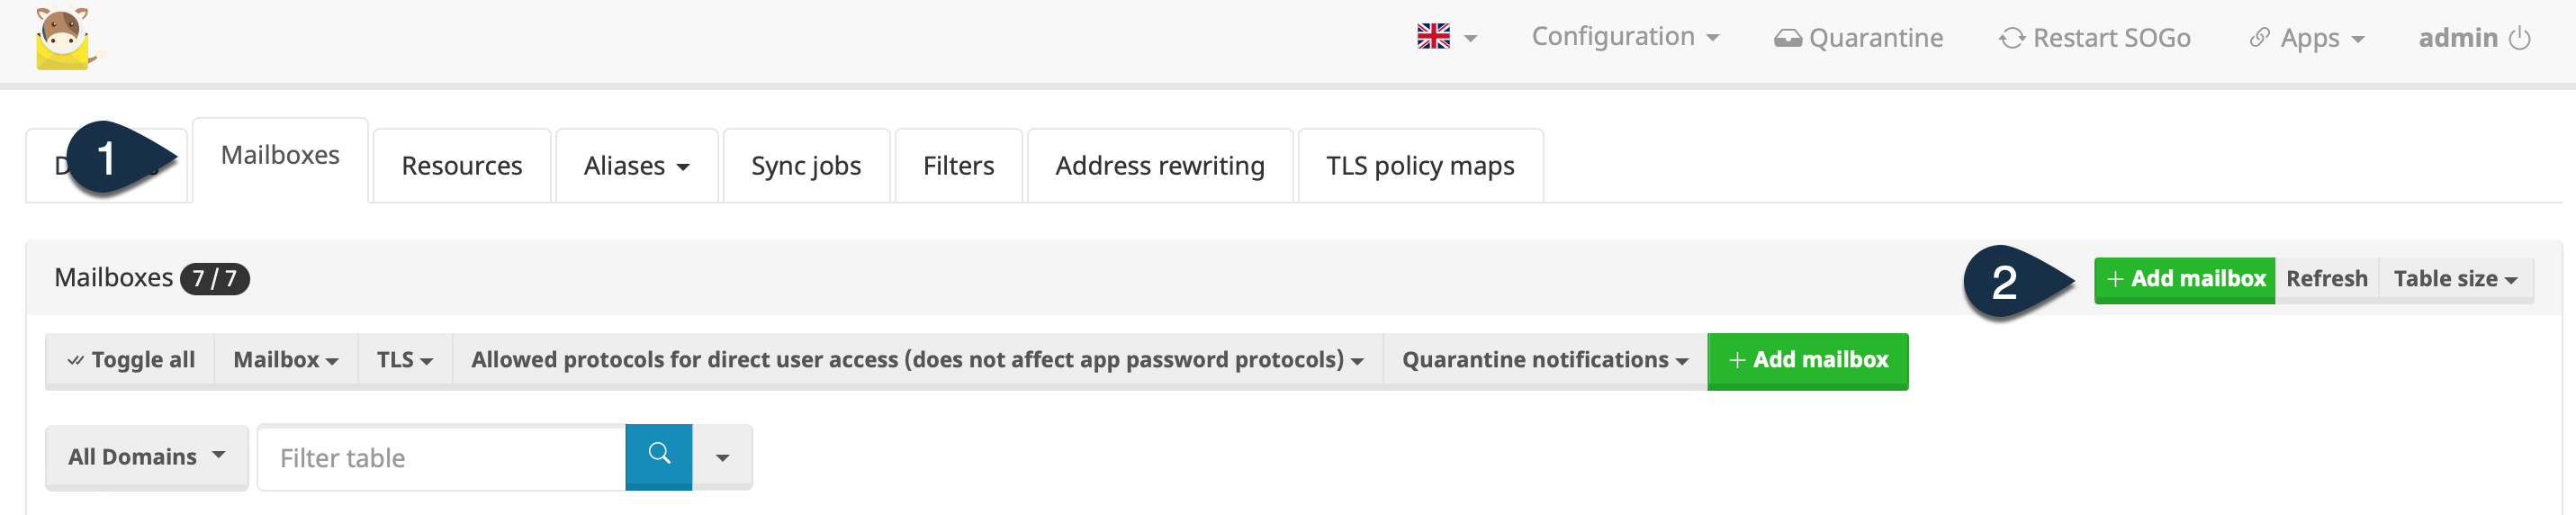 Configuration Quarantine Restart SOGo Apps admin
1 Mailboxes Resources Aliases Sync jobs Filters Address rewriting TLS policy maps
Mailboxes 7 / 7 2 + Add mailbox Refresh Table size
Toggle all Mailbox TLS Allowed protocols for direct user access (does not affect app password protocols) Quarantine notifications + Add mailbox
All Domains Filter table